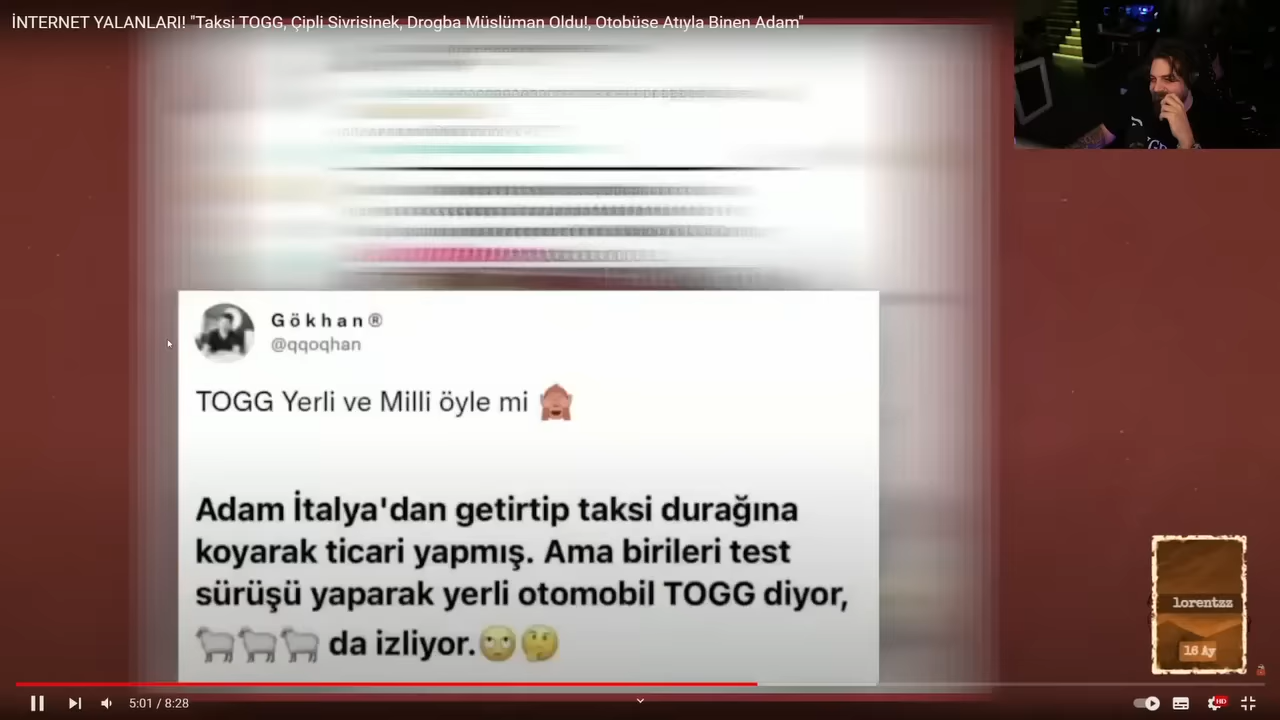 İNTERNET YALANLARI! "Taksi TOGG, Çipli Sivrisinek, Drogba Müslüman Oldu!, Otobüse Atıyla Binen Adam"
Gökhan®
@qqoqhan
TOGG Yerli ve Milli öyle mi 🙈
Adam İtalya'dan getirtip taksi durağına
koyarak ticari yapmış. Ama birileri test
sürüşü yaparak yerli otomobil TOGG diyor,
🐑🐑🐑 da izliyor.🙄🤔
lorentzz
16 Ay
5:01 / 8:28
HD